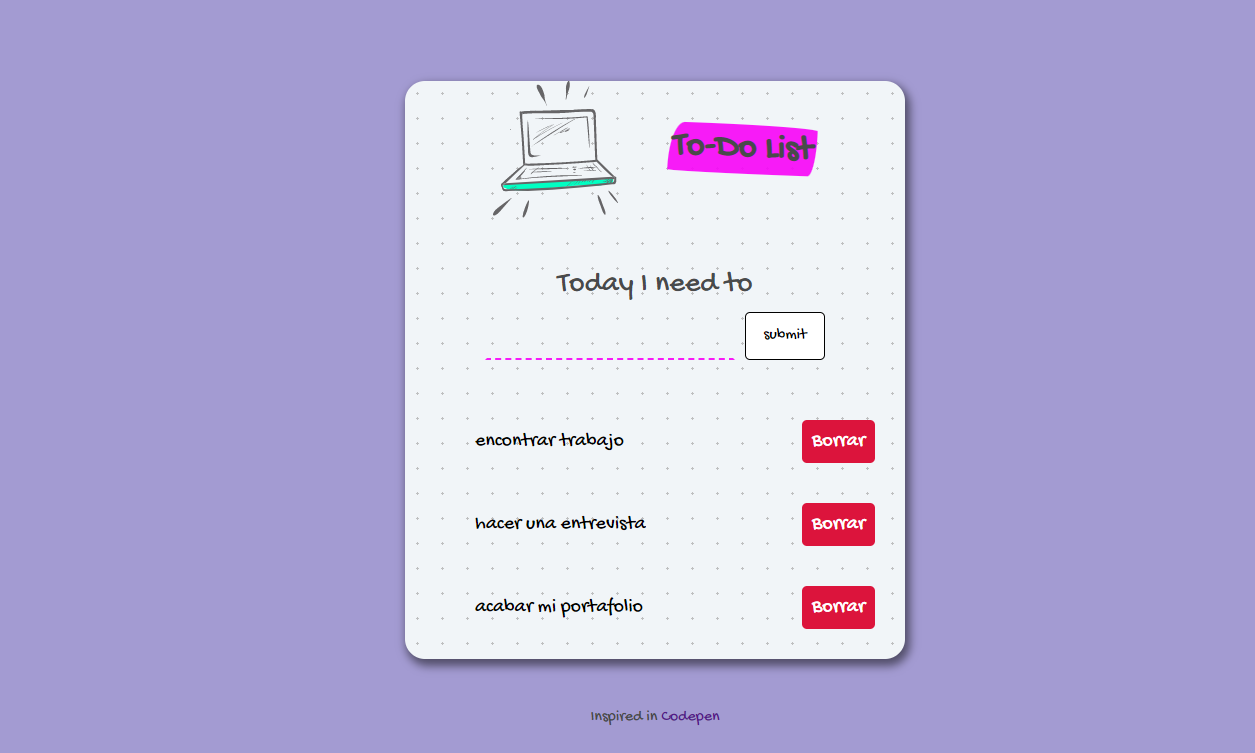 To-Do List
Today I need to
submit
encontrar trabajo
Borrar
hacer una entrevista
Borrar
acabar mi portafolio
Borrar
Inspired in Codepen